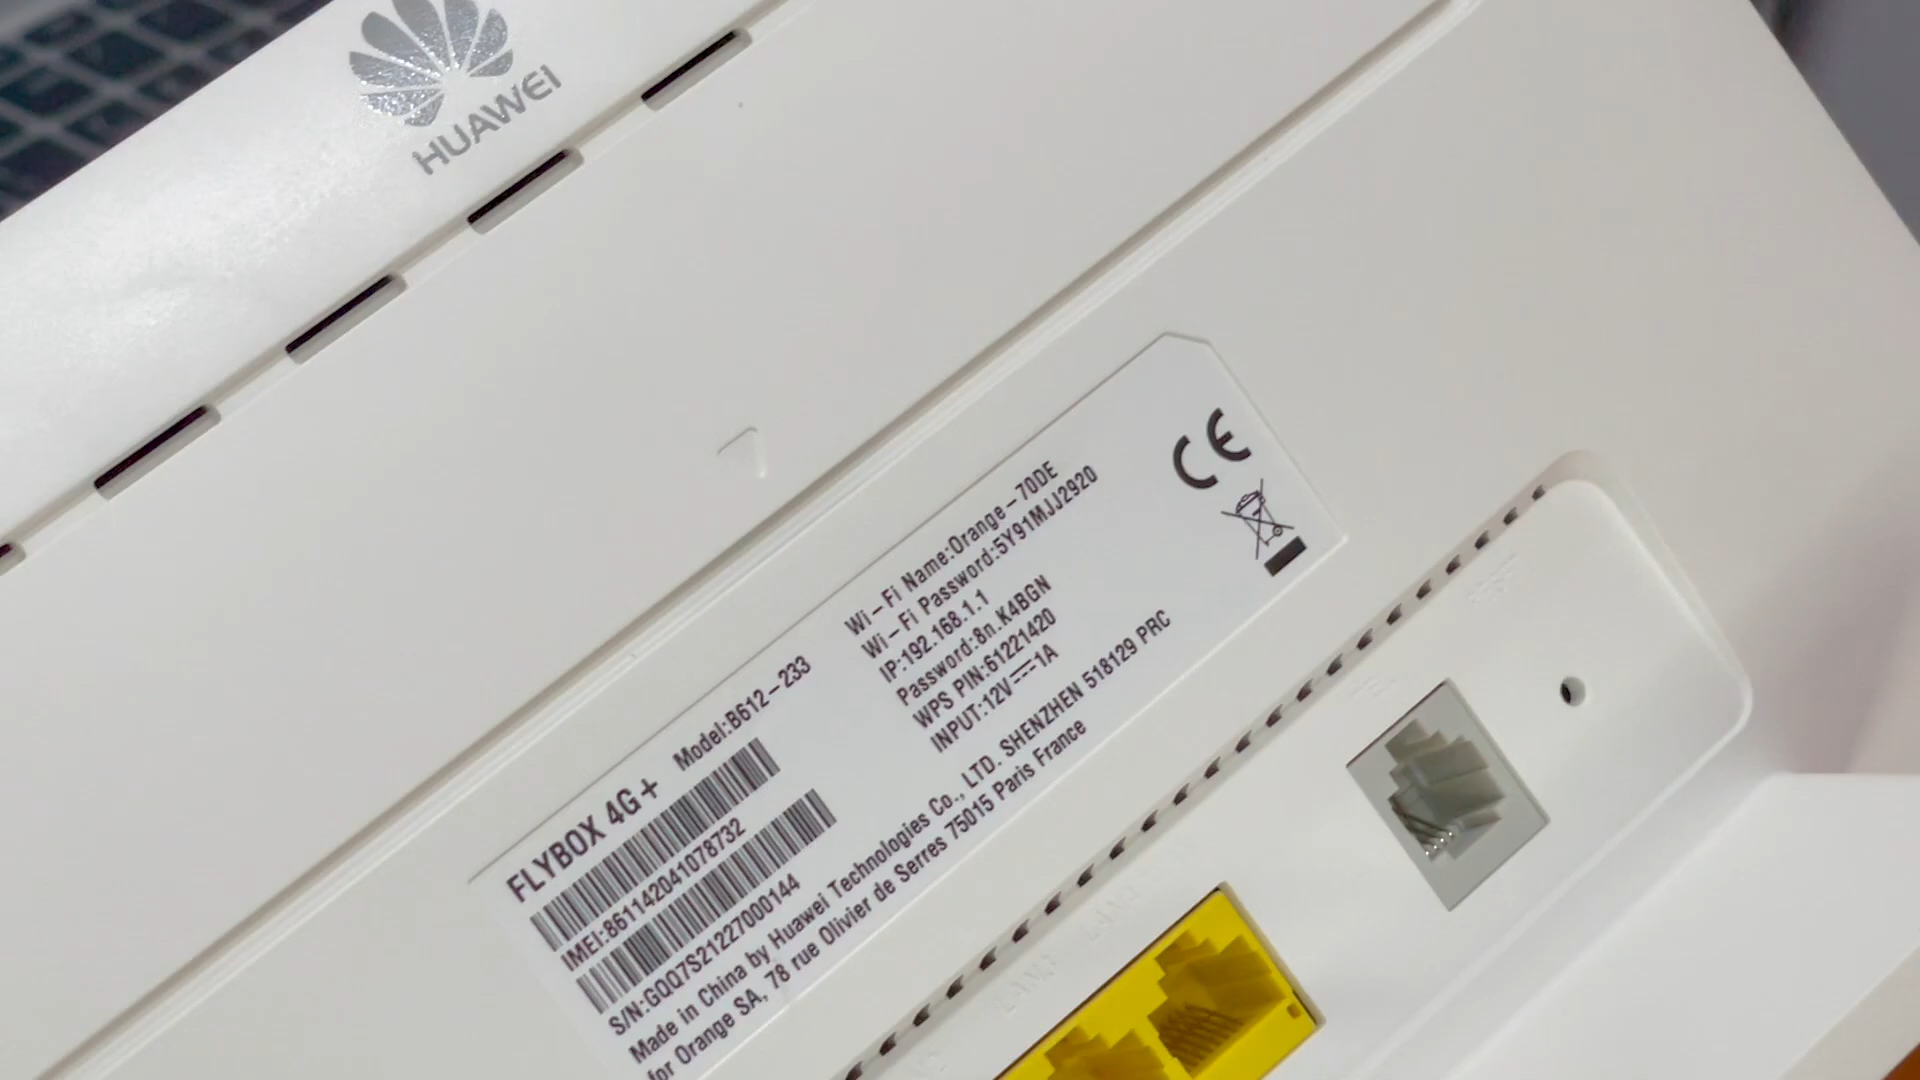 HUAWEI
FLYBOX 4G+ Model:B612-233
IMEI:861142041078732
S/N:GQQ7S21227000144
Wi-Fi Name:Orange-70DE
Wi-Fi Password:5Y91MJJ2920
IP:192.168.1.1
Password:8n.K4BGN
WPS PIN:61221420
INPUT:12V⎓1A
CE
Made in China by Huawei Technologies Co., LTD. SHENZHEN 518129 PRC
for Orange SA, 78 rue Olivier de Serres 75015 Paris France